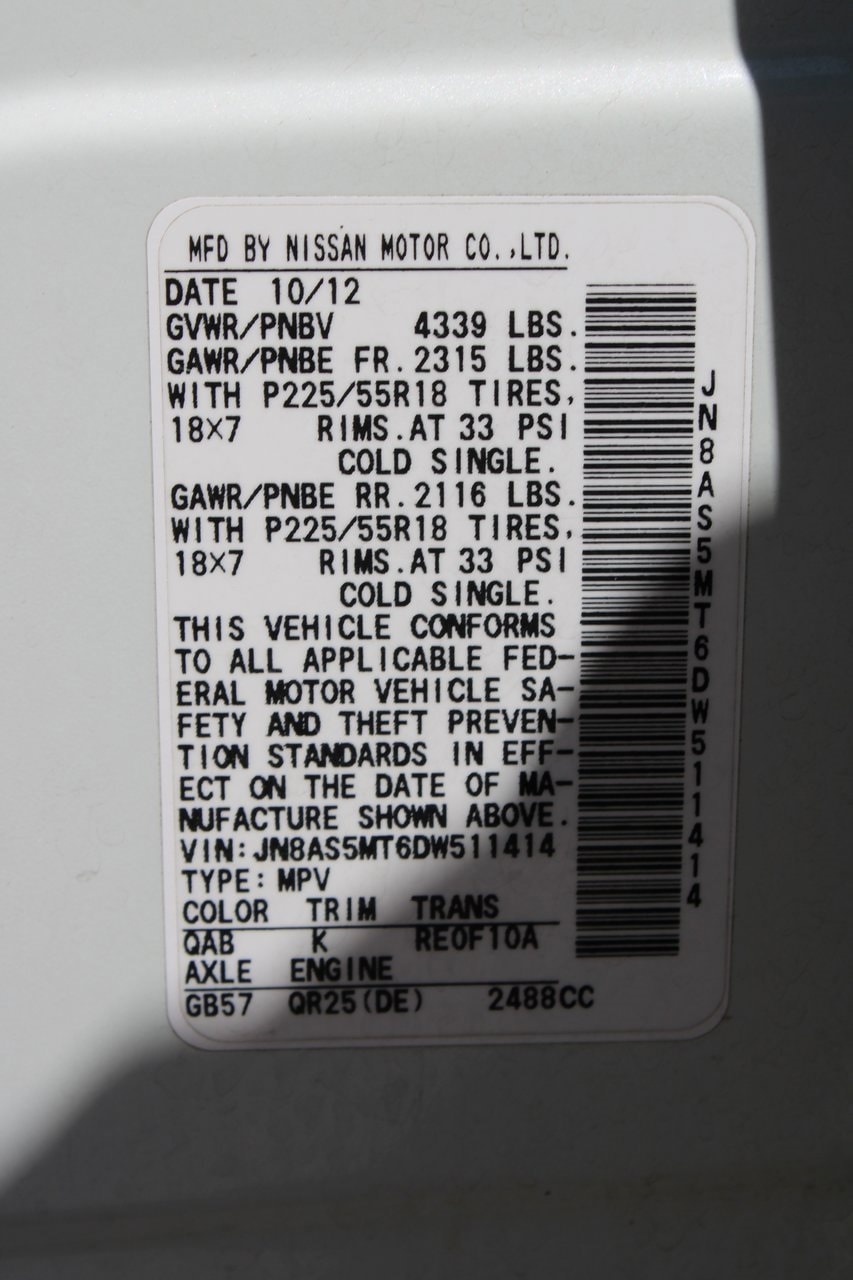 MFD BY NISSAN MOTOR CO.,LTD.
DATE 10/12
GVWR/PNBV 4339 LBS.
GAWR/PNBE FR.2315 LBS.
WITH P225/55R18 TIRES,
18×7 RIMS.AT 33 PSI
COLD SINGLE.
GAWR/PNBE RR.2116 LBS.
WITH P225/55R18 TIRES,
18×7 RIMS.AT 33 PSI
COLD SINGLE.
THIS VEHICLE CONFORMS
TO ALL APPLICABLE FED-
ERAL MOTOR VEHICLE SA-
FETY AND THEFT PREVEN-
TION STANDARDS IN EFF-
ECT ON THE DATE OF MA-
NUFACTURE SHOWN ABOVE.
VIN:JN8AS5MT6DW511414
TYPE:MPV
COLOR TRIM TRANS
QAB K RE0F10A
AXLE ENGINE
GB57 QR25(DE) 2488CC
JN8AS5MT6DW511414